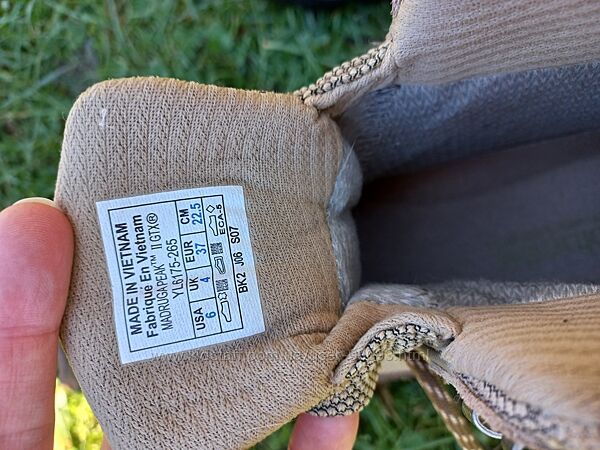 MADE IN VIETNAM
Fabriqué En Vietnam
MADRUGAPEAK™ II GTX®
YL6175-265
USA UK EUR CM
6 4 37 22.5
BK2 J06 S07